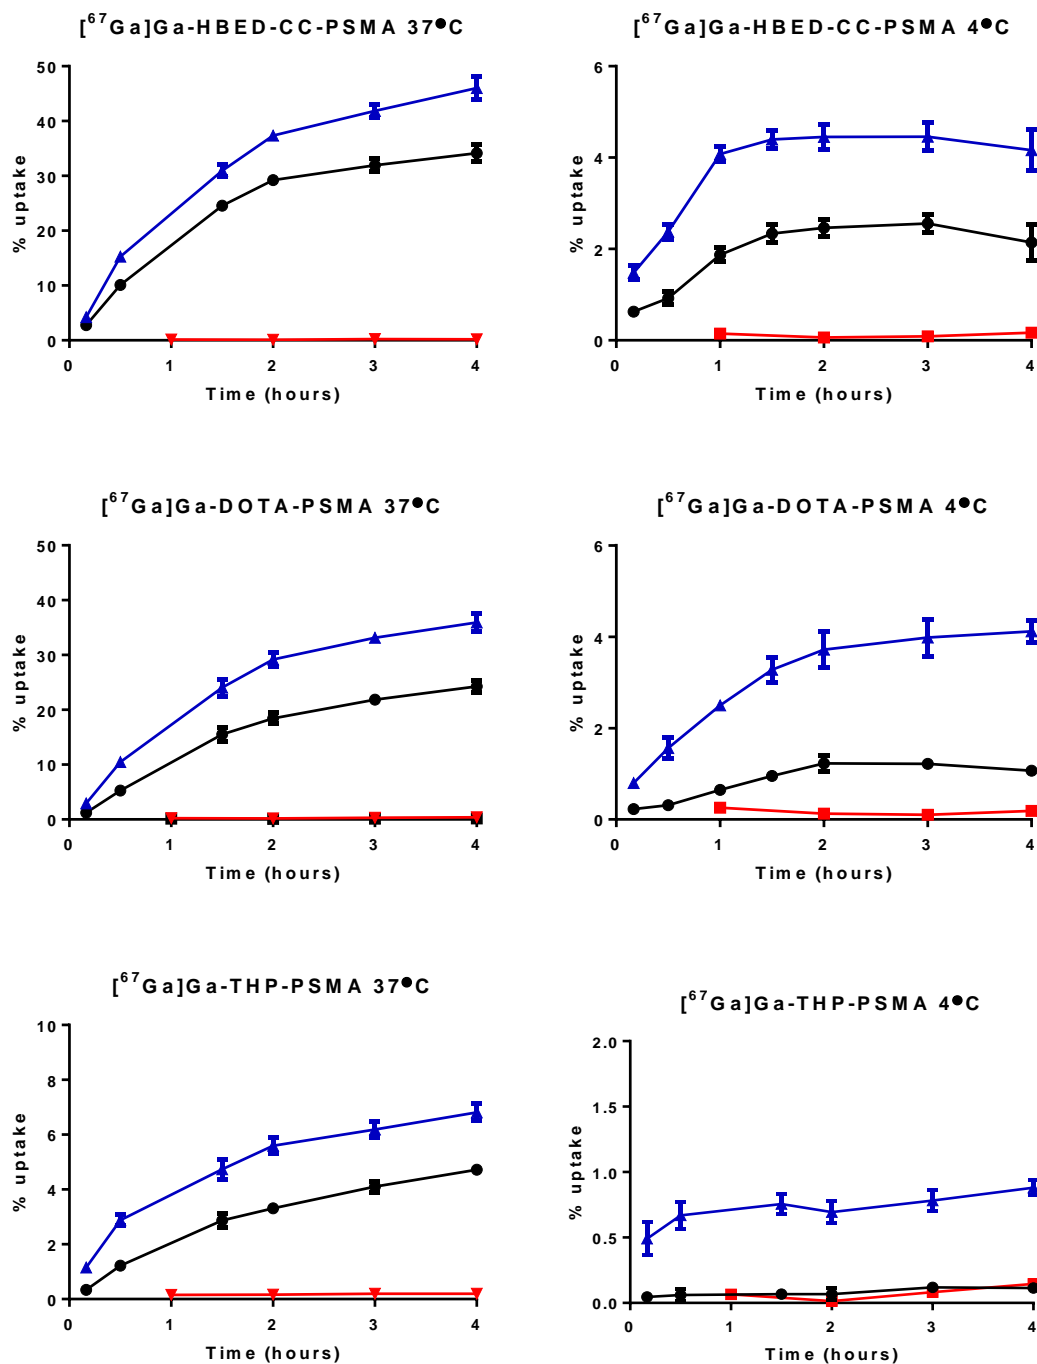 [⁶⁷Ga]Ga-HBED-CC-PSMA 37●C
50
40
30
20
10
0
% uptake
0 1 2 3 4
Time (hours)
[⁶⁷Ga]Ga-HBED-CC-PSMA 4●C
6
4
2
0
% uptake
0 1 2 3 4
Time (hours)
[⁶⁷Ga]Ga-DOTA-PSMA 37●C
50
40
30
20
10
0
% uptake
0 1 2 3 4
Time (hours)
[⁶⁷Ga]Ga-DOTA-PSMA 4●C
6
4
2
0
% uptake
0 1 2 3 4
Time (hours)
[⁶⁷Ga]Ga-THP-PSMA 37●C
10
8
6
4
2
0
% uptake
0 1 2 3 4
Time (hours)
[⁶⁷Ga]Ga-THP-PSMA 4●C
2.0
1.5
1.0
0.5
0.0
% uptake
0 1 2 3 4
Time (hours)